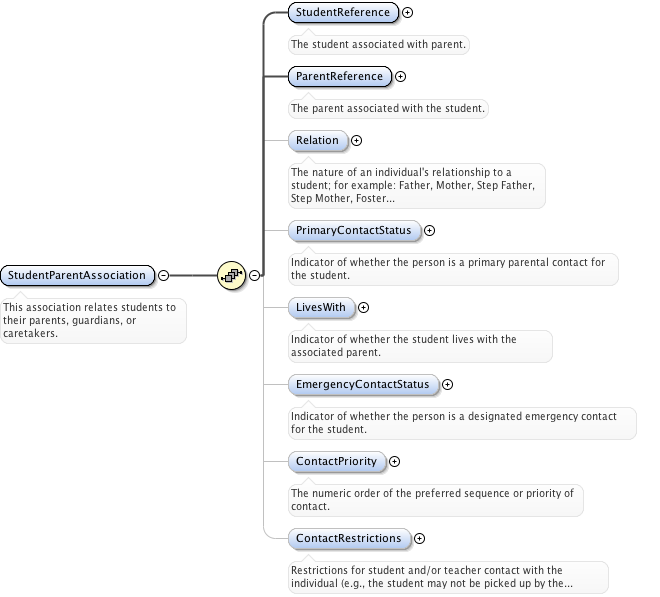 StudentReference
The student associated with parent.
ParentReference
The parent associated with the student.
Relation
The nature of an individual's relationship to a
student; for example: Father, Mother, Step Father,
Step Mother, Foster...
PrimaryContactStatus
Indicator of whether the person is a primary parental contact for
the student.
StudentParentAssociation
This association relates students to
their parents, guardians, or
caretakers.
LivesWith
Indicator of whether the student lives with the
associated parent.
EmergencyContactStatus
Indicator of whether the person is a designated emergency contact
for the student.
ContactPriority
The numeric order of the preferred sequence or priority of
contact.
ContactRestrictions
Restrictions for student and/or teacher contact with the
individual (e.g., the student may not be picked up by the...